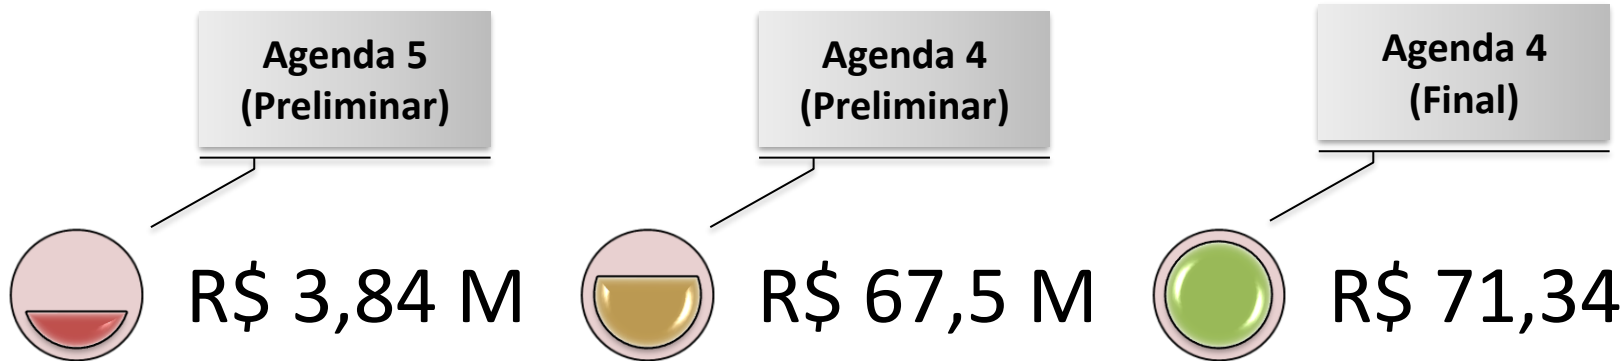 Agenda 5
(Preliminar)
R$ 3,84 M
Agenda 4
(Preliminar)
R$ 67,5 M
Agenda 4
(Final)
R$ 71,34